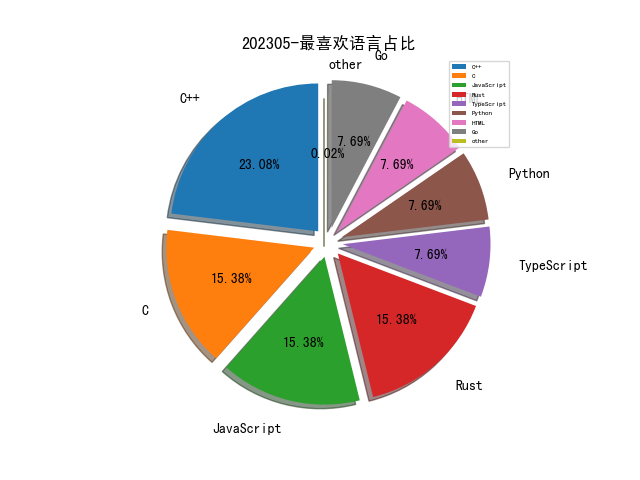 202305-最喜欢语言占比
other
Go
C++
23.08%
0.02%
7.69%
7.69%
Python
7.69%
TypeScript
7.69%
C
15.38%
15.38%
15.38%
Rust
JavaScript
C++
C
JavaScript
Rust
TypeScript
Python
HTML
Go
other